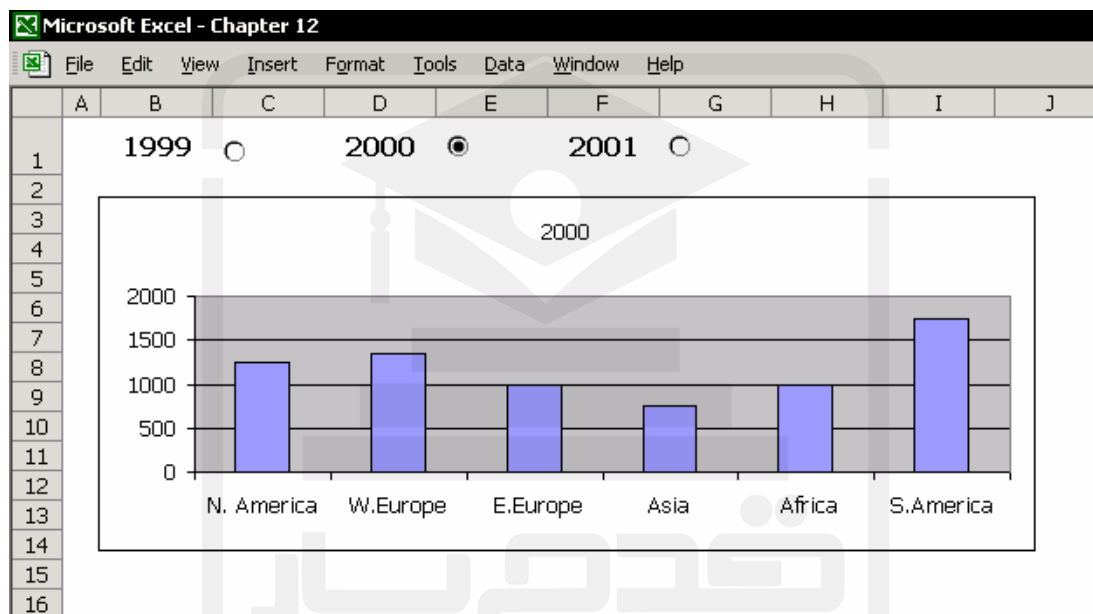 Microsoft Excel - Chapter 12
File Edit View Insert Format Tools Data Window Help
A B C D E F G H I J
1 1999 2000 2001
2
3
4 2000
5
6 2000
7 1500
8
9 1000
10 500
11
12 0
13 N. America W.Europe E.Europe Asia Africa S.America
14
15
16
قدم یار